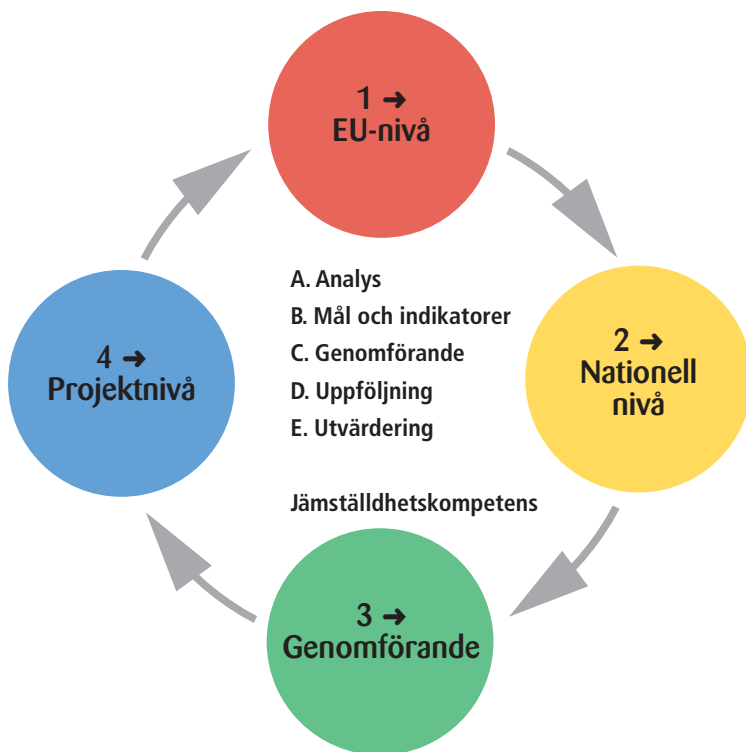 1 →
EU-nivå
A. Analys
B. Mål och indikatorer
C. Genomförande
D. Uppföljning
E. Utvärdering
2 →
Nationell
nivå
4 →
Projektnivå
Jämställdhetskompetens
3 →
Genomförande